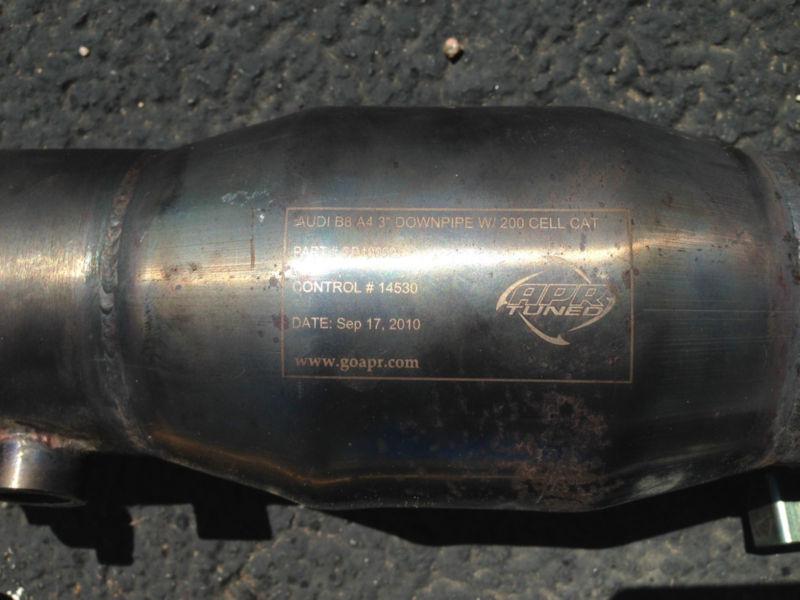 AUDI B8 A4 3" DOWNPIPE W/ 200 CELL CAT
PART #
CONTROL # 14530
APR
TUNED
DATE: Sep 17, 2010
www.goapr.com